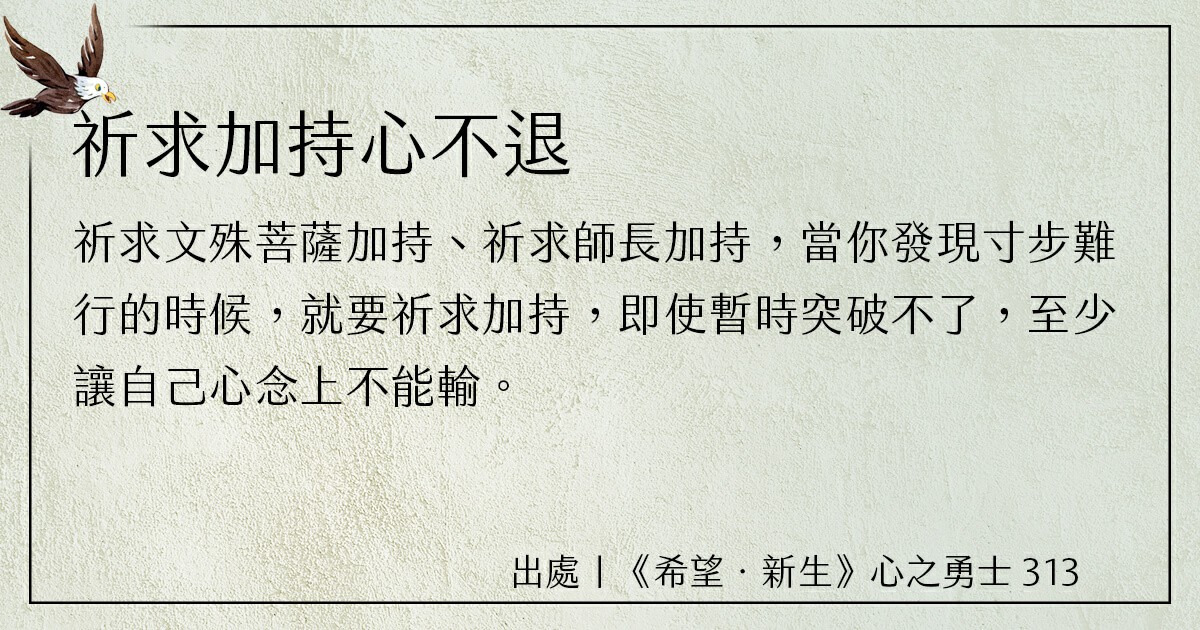 祈求加持心不退
祈求文殊菩薩加持、祈求師長加持，當你發現寸步難
行的時候，就要祈求加持，即使暫時突破不了，至少
讓自己心念上不能輸。
出處｜《希望．新生》心之勇士 313